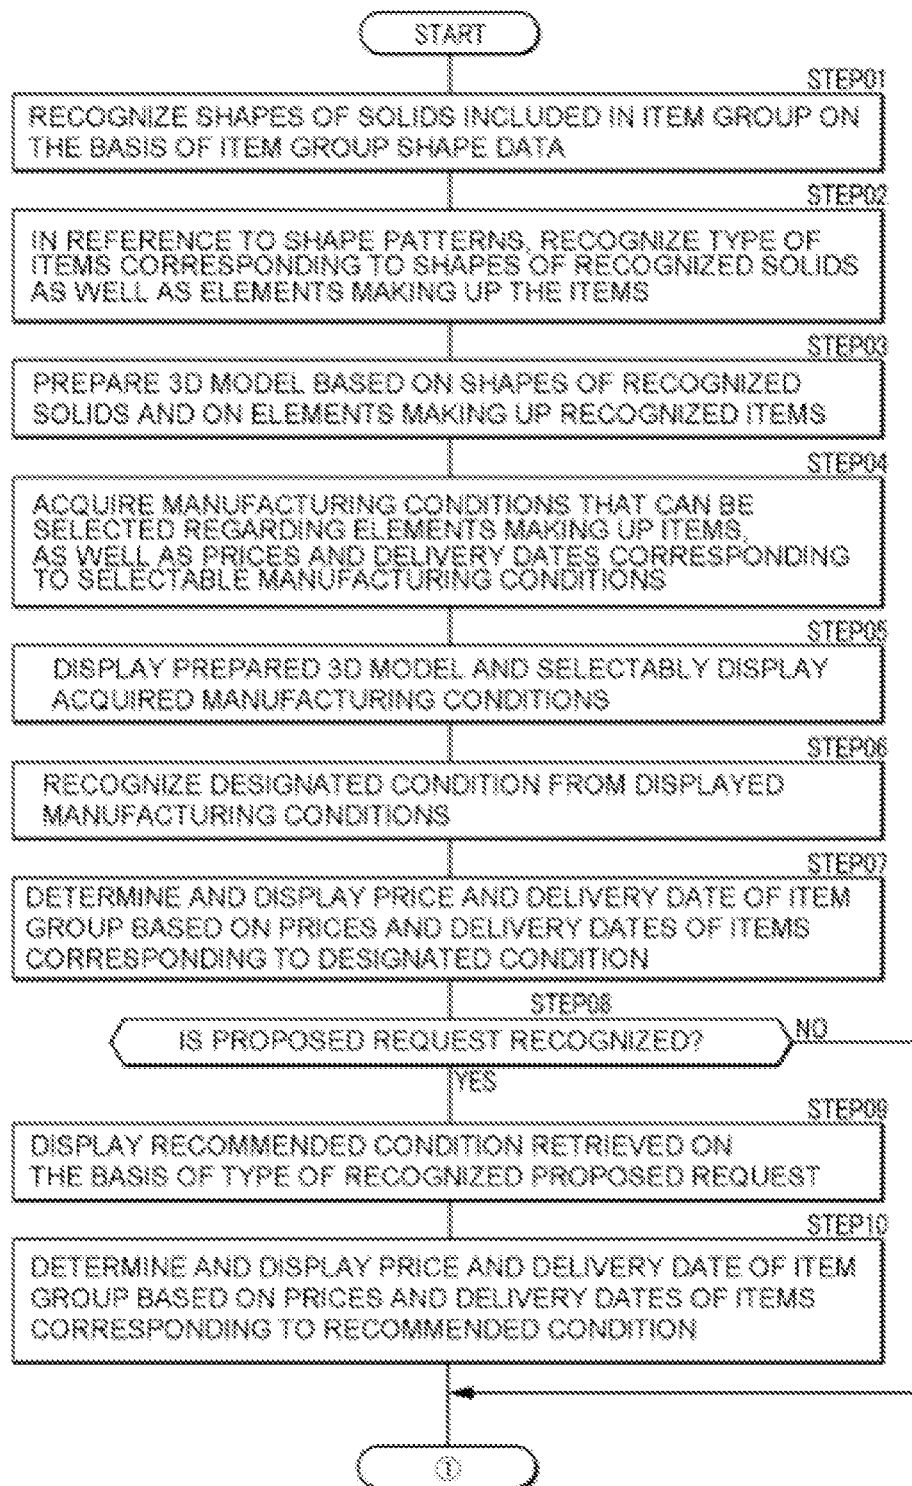 START
STEP01
RECOGNIZE SHAPES OF SOLIDS INCLUDED IN ITEM GROUP ON
THE BASIS OF ITEM GROUP SHAPE DATA
STEP02
IN REFERENCE TO SHAPE PATTERNS, RECOGNIZE TYPE OF
ITEMS CORRESPONDING TO SHAPES OF RECOGNIZED SOLIDS
AS WELL AS ELEMENTS MAKING UP THE ITEMS
STEP03
PREPARE 3D MODEL BASED ON SHAPES OF RECOGNIZED
SOLIDS AND ON ELEMENTS MAKING UP RECOGNIZED ITEMS
STEP04
ACQUIRE MANUFACTURING CONDITIONS THAT CAN BE
SELECTED REGARDING ELEMENTS MAKING UP ITEMS,
AS WELL AS PRICES AND DELIVERY DATES CORRESPONDING
TO SELECTABLE MANUFACTURING CONDITIONS
STEP05
DISPLAY PREPARED 3D MODEL AND SELECTABLY DISPLAY
ACQUIRED MANUFACTURING CONDITIONS
STEP06
RECOGNIZE DESIGNATED CONDITION FROM DISPLAYED
MANUFACTURING CONDITIONS
STEP07
DETERMINE AND DISPLAY PRICE AND DELIVERY DATE OF ITEM
GROUP BASED ON PRICES AND DELIVERY DATES OF ITEMS
CORRESPONDING TO DESIGNATED CONDITION
STEP08
IS PROPOSED REQUEST RECOGNIZED?
NO
YES
STEP09
DISPLAY RECOMMENDED CONDITION RETRIEVED ON
THE BASIS OF TYPE OF RECOGNIZED PROPOSED REQUEST
STEP10
DETERMINE AND DISPLAY PRICE AND DELIVERY DATE OF ITEM
GROUP BASED ON PRICES AND DELIVERY DATES OF ITEMS
CORRESPONDING TO RECOMMENDED CONDITION
①